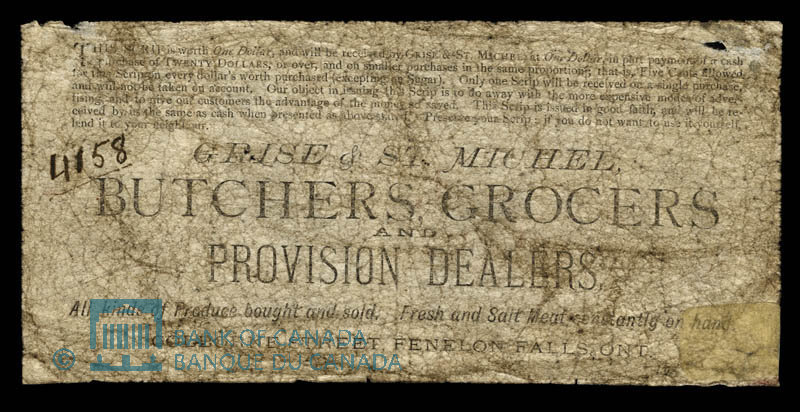 THIS SCRIP is worth One Dollar, and will be received by GRISE & ST. MICHEL, at One Dollar, in part payment of a cash
purchase of TWENTY DOLLARS, or over, and on smaller purchases in the same proportion; that is, Five Cents allowed
for this Scrip on every dollar's worth purchased (excepting on Sugar). Only one Scrip will be received on a single purchase,
and will not be taken on account. Our object in issuing this Scrip is to do away with the more expensive modes of adver-
tising, and to give our customers the advantage of the money so saved. This Scrip is issued in good faith, and will be re-
ceived by us the same as cash when presented as above stated. Preserve your Scrip; if you do not want to use it yourself,
lend it to your neighbour.
4158
GRISE & ST. MICHEL,
BUTCHERS, GROCERS
AND
PROVISION DEALERS,
All kinds of Produce bought and sold. Fresh and Salt Meat constantly on hand.
STREET FENELON FALLS, ONT.
© BANK OF CANADA
BANQUE DU CANADA